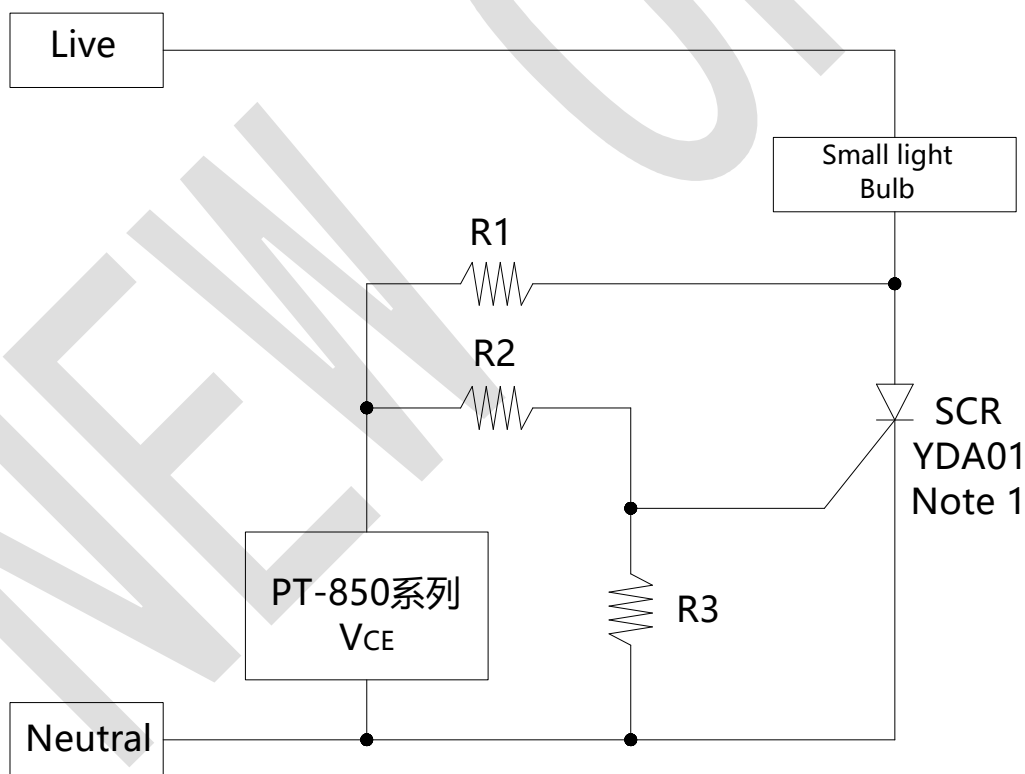 Live
Small light
Bulb
R1
R2
SCR
YDA01
Note 1
PT-850系列
VCE
R3
Neutral